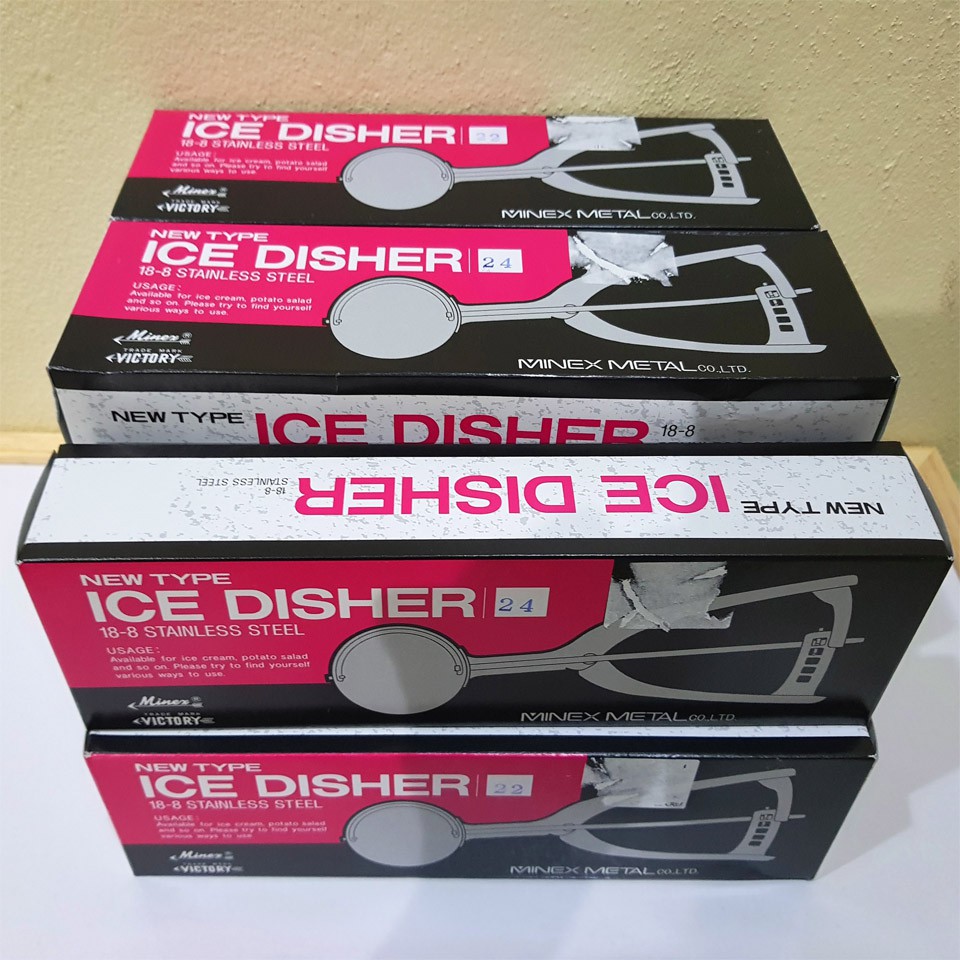 NEW TYPE
ICE DISHER 22
18-8 STAINLESS STEEL
USAGE:
Available for ice cream, potato salad
and so on. Please try to find yourself
various ways to use.
Minex ®
TRADE MARK
VICTORY
MINEX METAL CO.,LTD.
NEW TYPE
ICE DISHER 24
18-8 STAINLESS STEEL
USAGE:
Available for ice cream, potato salad
and so on. Please try to find yourself
various ways to use.
Minex ®
TRADE MARK
VICTORY
MINEX METAL CO.,LTD.
NEW TYPE ICE DISHER 18-8
NEW TYPE ICE DISHER 18-8
STAINLESS STEEL
NEW TYPE
ICE DISHER 24
18-8 STAINLESS STEEL
USAGE:
Available for ice cream, potato salad
and so on. Please try to find yourself
various ways to use.
Minex ®
TRADE MARK
VICTORY
MINEX METAL CO.,LTD.
NEW TYPE
ICE DISHER 22
18-8 STAINLESS STEEL
USAGE:
Available for ice cream, potato salad
and so on. Please try to find yourself
various ways to use
Minex
TRADE MARK
VICTORY
MINEX METAL CO.,LTD.